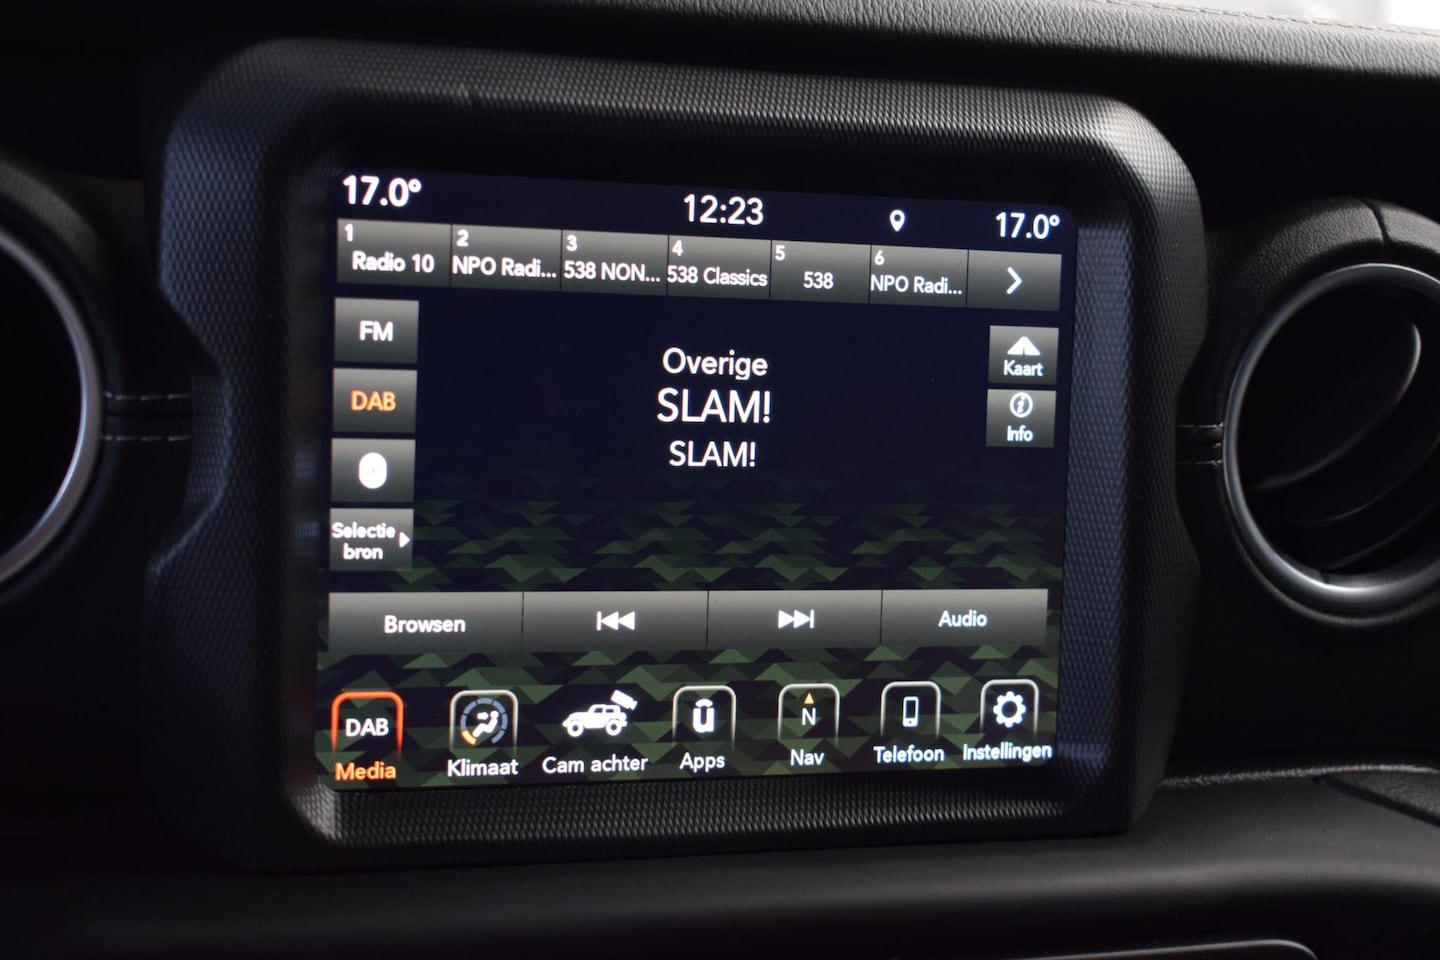 17.0° 12:23 17.0°
1 2 3 4 5 6
Radio 10 NPO Radi... 538 NON... 538 Classics 538 NPO Radi...
FM
DAB
Selectie
bron
Overige
SLAM!
SLAM!
Kaart
Info
Browsen Audio
DAB N
Media Klimaat Cam achter Apps Nav Telefoon Instellingen